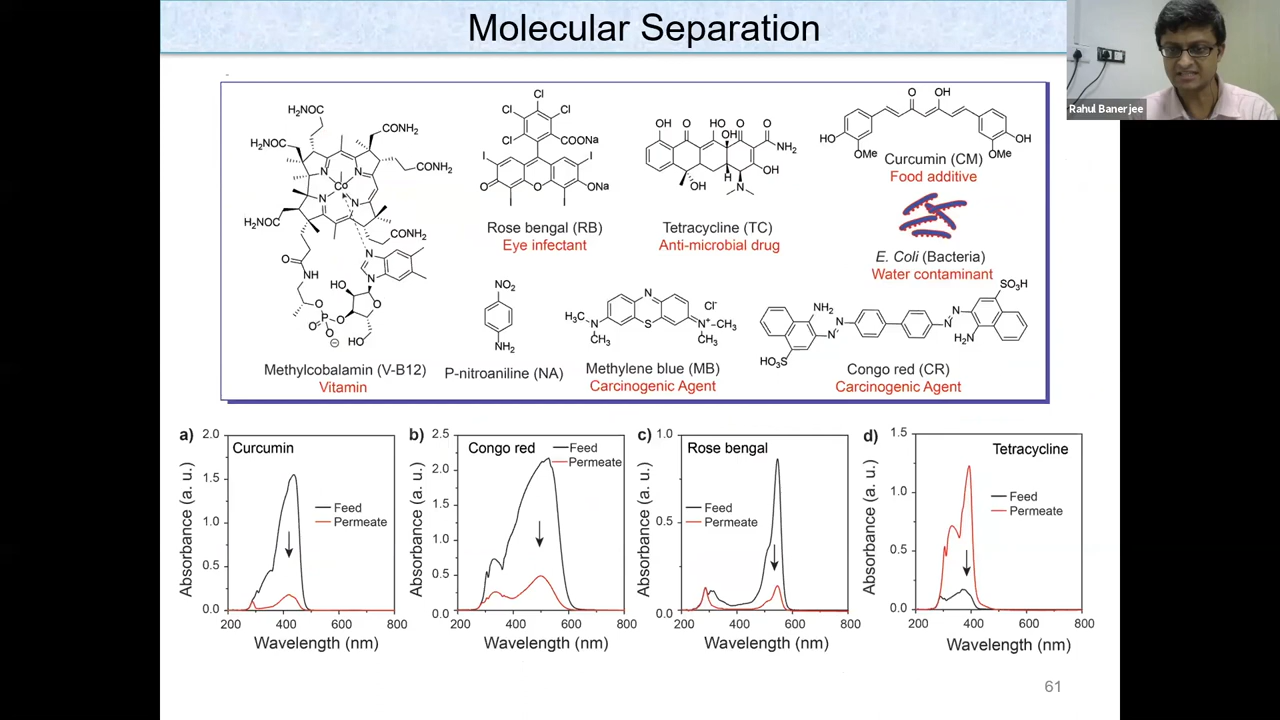 Molecular Separation
Rahul Banerjee
H₂NOC
H₂NOC
CONH₂
CONH₂
N
N
Co
N
N
H₂NOC
CONH₂
O
NH
N
N
HO
O
P
O
O
O
O
⊖
HO
Methylcobalamin (V-B12)
Vitamin
Cl
Cl
Cl
Cl
COONa
I
I
O
O
ONa
I
I
Rose bengal (RB)
Eye infectant
OH
O
HO
OH
O
O
NH₂
OH
OH
H
N
Tetracycline (TC)
Anti-microbial drug
O
OH
HO
OMe
OMe
OH
Curcumin (CM)
Food additive
E. Coli (Bacteria)
Water contaminant
NO₂
NH₂
P-nitroaniline (NA)
N
Cl⁻
H₃C
N
CH₃
S
N⁺
CH₃
CH₃
Methylene blue (MB)
Carcinogenic Agent
SO₃H
NH₂
N
N
N
N
H₂N
HO₃S
Congo red (CR)
Carcinogenic Agent
a)
Curcumin
Absorbance (a. u.)
2.0
1.5
1.0
0.5
0.0
Feed
Permeate
200 400 600 800
Wavelength (nm)
b)
Congo red
Absorbance (a. u.)
2.5
2.0
1.5
1.0
0.5
0.0
Feed
Permeate
200 400 600 800
Wavelength (nm)
c)
Rose bengal
Absorbance (a. u.)
1.0
0.5
0.0
Feed
Permeate
200 400 600 800
Wavelength (nm)
d)
Tetracycline
Absorbance (a. u.)
1.5
1.0
0.5
0.0
Feed
Permeate
200 400 600 800
Wavelength (nm)
61